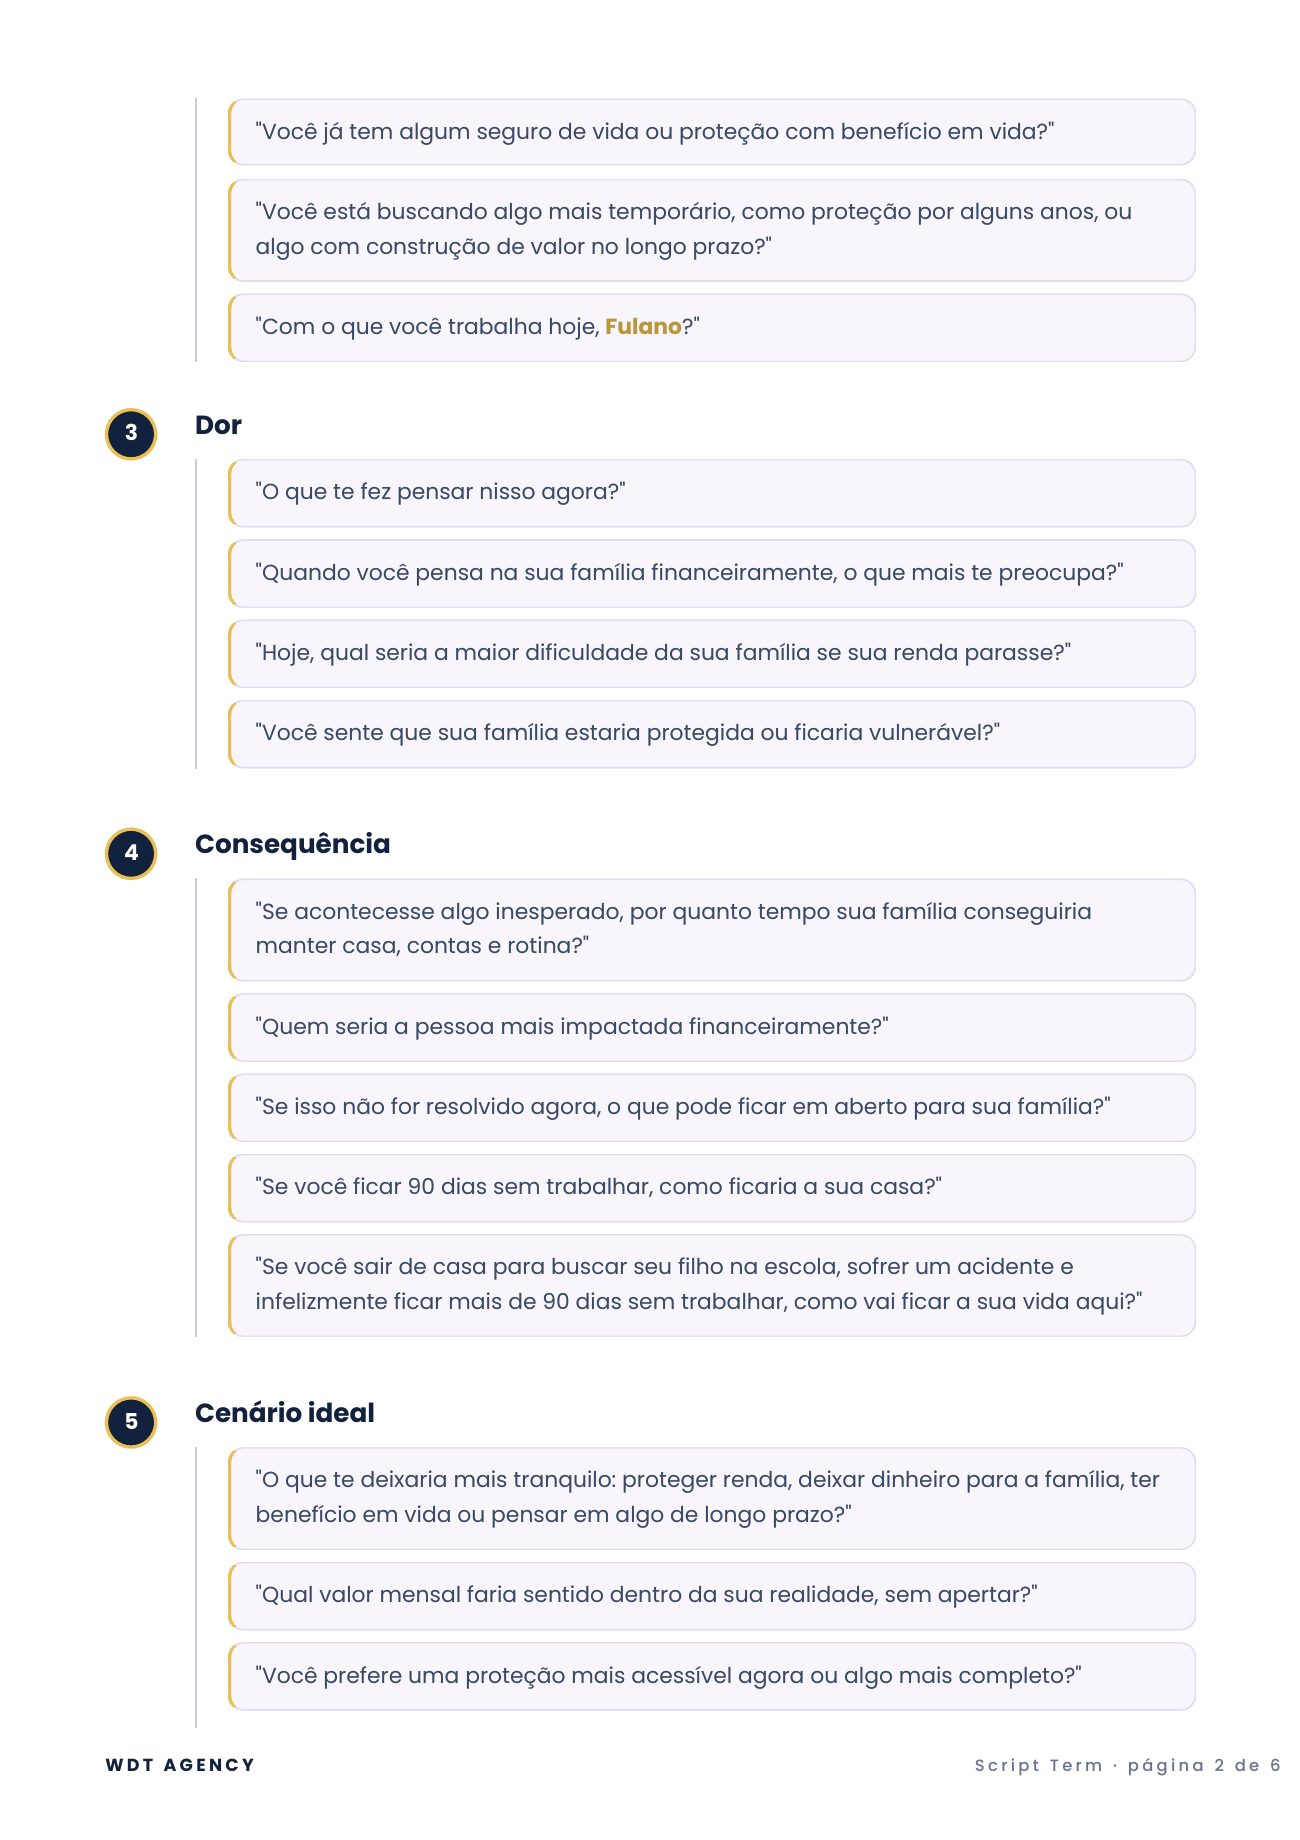 "Você já tem algum seguro de vida ou proteção com benefício em vida?"
"Você está buscando algo mais temporário, como proteção por alguns anos, ou
algo com construção de valor no longo prazo?"
"Com o que você trabalha hoje, Fulano?"
3 Dor
"O que te fez pensar nisso agora?"
"Quando você pensa na sua família financeiramente, o que mais te preocupa?"
"Hoje, qual seria a maior dificuldade da sua família se sua renda parasse?"
"Você sente que sua família estaria protegida ou ficaria vulnerável?"
4 Consequência
"Se acontecesse algo inesperado, por quanto tempo sua família conseguiria
manter casa, contas e rotina?"
"Quem seria a pessoa mais impactada financeiramente?"
"Se isso não for resolvido agora, o que pode ficar em aberto para sua família?"
"Se você ficar 90 dias sem trabalhar, como ficaria a sua casa?"
"Se você sair de casa para buscar seu filho na escola, sofrer um acidente e
infelizmente ficar mais de 90 dias sem trabalhar, como vai ficar a sua vida aqui?"
5 Cenário ideal
"O que te deixaria mais tranquilo: proteger renda, deixar dinheiro para a família, ter
benefício em vida ou pensar em algo de longo prazo?"
"Qual valor mensal faria sentido dentro da sua realidade, sem apertar?"
"Você prefere uma proteção mais acessível agora ou algo mais completo?"
WDT AGENCY
Script Term · página 2 de 6